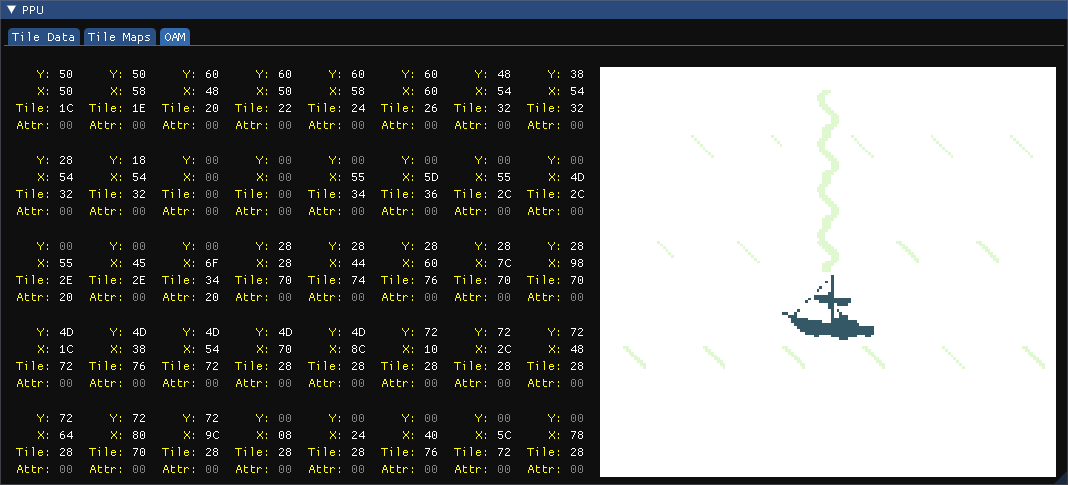 PPU
Tile Data Tile Maps OAM
Y: 50 Y: 50 Y: 60 Y: 60 Y: 60 Y: 60 Y: 48 Y: 38
X: 50 X: 58 X: 48 X: 50 X: 58 X: 60 X: 54 X: 54
Tile: 1C Tile: 1E Tile: 20 Tile: 22 Tile: 24 Tile: 26 Tile: 32 Tile: 32
Attr: 00 Attr: 00 Attr: 00 Attr: 00 Attr: 00 Attr: 00 Attr: 00 Attr: 00
Y: 28 Y: 18 Y: 00 Y: 00 Y: 00 Y: 00 Y: 00 Y: 00
X: 54 X: 54 X: 00 X: 00 X: 55 X: 5D X: 55 X: 4D
Tile: 32 Tile: 32 Tile: 00 Tile: 00 Tile: 34 Tile: 36 Tile: 2C Tile: 2C
Attr: 00 Attr: 00 Attr: 00 Attr: 00 Attr: 00 Attr: 00 Attr: 00 Attr: 00
Y: 00 Y: 00 Y: 00 Y: 28 Y: 28 Y: 28 Y: 28 Y: 28
X: 55 X: 45 X: 6F X: 28 X: 44 X: 60 X: 7C X: 98
Tile: 2E Tile: 2E Tile: 34 Tile: 70 Tile: 74 Tile: 76 Tile: 70 Tile: 70
Attr: 20 Attr: 00 Attr: 20 Attr: 00 Attr: 00 Attr: 00 Attr: 00 Attr: 00
Y: 4D Y: 4D Y: 4D Y: 4D Y: 4D Y: 72 Y: 72 Y: 72
X: 1C X: 38 X: 54 X: 70 X: 8C X: 10 X: 2C X: 48
Tile: 72 Tile: 76 Tile: 72 Tile: 28 Tile: 28 Tile: 28 Tile: 28 Tile: 28
Attr: 00 Attr: 00 Attr: 00 Attr: 00 Attr: 00 Attr: 00 Attr: 00 Attr: 00
Y: 72 Y: 72 Y: 72 Y: 00 Y: 00 Y: 00 Y: 00 Y: 00
X: 64 X: 80 X: 9C X: 08 X: 24 X: 40 X: 5C X: 78
Tile: 28 Tile: 70 Tile: 28 Tile: 28 Tile: 28 Tile: 76 Tile: 72 Tile: 28
Attr: 00 Attr: 00 Attr: 00 Attr: 00 Attr: 00 Attr: 00 Attr: 00 Attr: 00